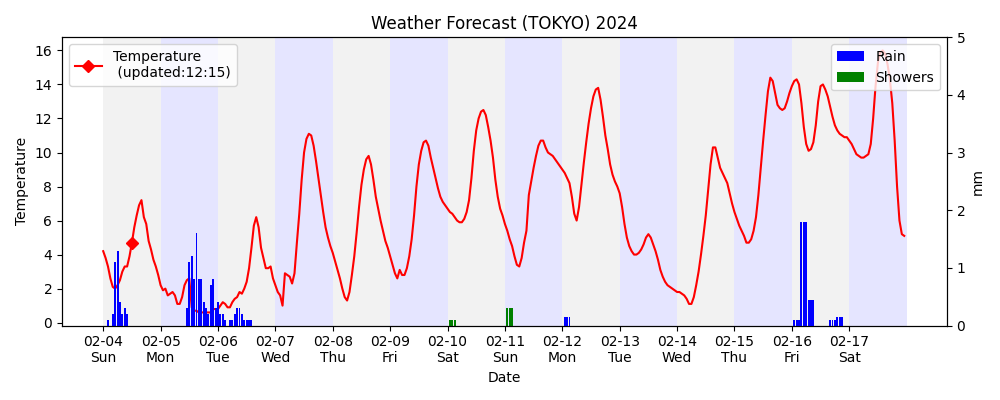 Weather Forecast (TOKYO) 2024
Temperature
(updated:12:15)
Rain
Showers
Temperature
16
14
12
10
8
6
4
2
0
5
4
3
2
1
0
mm
02-04 02-05 02-06 02-07 02-08 02-09 02-10 02-11 02-12 02-13 02-14 02-15 02-16 02-17
Sun Mon Tue Wed Thu Fri Sat Sun Mon Tue Wed Thu Fri Sat
Date